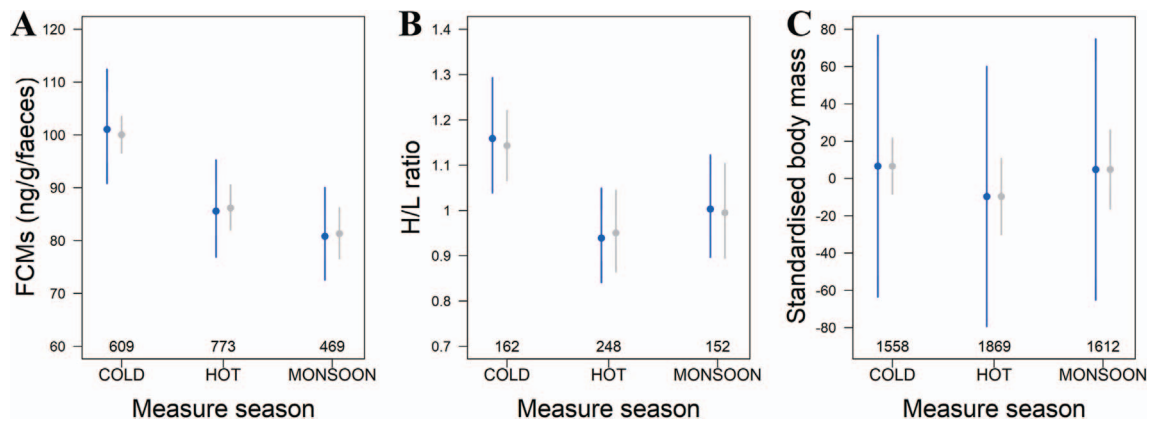 A
FCMs (ng/g/faeces)
120
110
100
90
80
70
60
609
773
469
COLD
HOT
MONSOON
Measure season
B
H/L ratio
1.4
1.3
1.2
1.1
1
0.9
0.8
0.7
162
248
152
COLD
HOT
MONSOON
Measure season
C
Standardised body mass
80
60
40
20
0
-20
-40
-60
-80
1558
1869
1612
COLD
HOT
MONSOON
Measure season